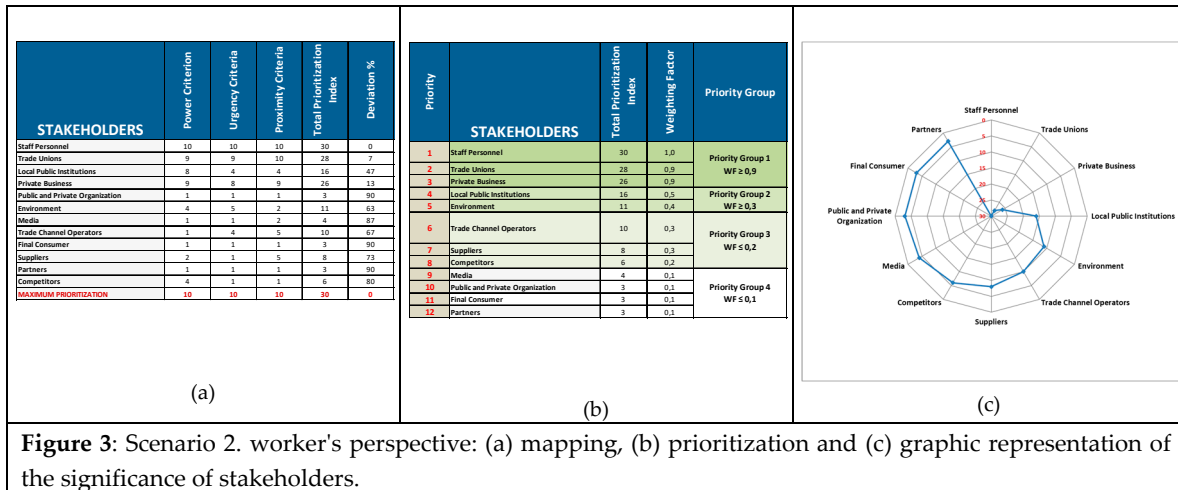 STAKEHOLDERS Power Criterion Urgency Criteria Proximity Criteria Total Prioritization Index Deviation %
Staff Personnel 10 10 10 30 0
Trade Unions 9 9 10 28 7
Local Public Institutions 8 4 4 16 47
Private Business 9 8 9 26 13
Public and Private Organization 1 1 1 3 90
Environment 4 5 2 11 63
Media 1 1 2 4 87
Trade Channel Operators 1 4 5 10 67
Final Consumer 1 1 1 3 90
Suppliers 2 1 5 8 73
Partners 1 1 1 3 90
Competitors 4 1 1 6 80
MAXIMUM PRIORITIZATION 10 10 10 30 0
(a)
Priority STAKEHOLDERS Total Prioritization Index Weighting Factor Priority Group
1 Staff Personnel 30 1,0
2 Trade Unions 28 0,9
3 Private Business 26 0,9
Priority Group 1
WF ≥ 0,9
4 Local Public Institutions 16 0,5
5 Environment 11 0,4
Priority Group 2
WF ≥ 0,3
6 Trade Channel Operators 10 0,3
7 Suppliers 8 0,3
8 Competitors 6 0,2
Priority Group 3
WF ≤ 0,2
9 Media 4 0,1
10 Public and Private Organization 3 0,1
11 Final Consumer 3 0,1
12 Partners 3 0,1
Priority Group 4
WF ≤ 0,1
(b)
Staff Personnel
Trade Unions
Private Business
Local Public Institutions
Environment
Trade Channel Operators
Suppliers
Competitors
Media
Public and Private
Organization
Final Consumer
Partners
0
5
10
15
20
25
30
(c)
Figure 3: Scenario 2. worker's perspective: (a) mapping, (b) prioritization and (c) graphic representation of
the significance of stakeholders.